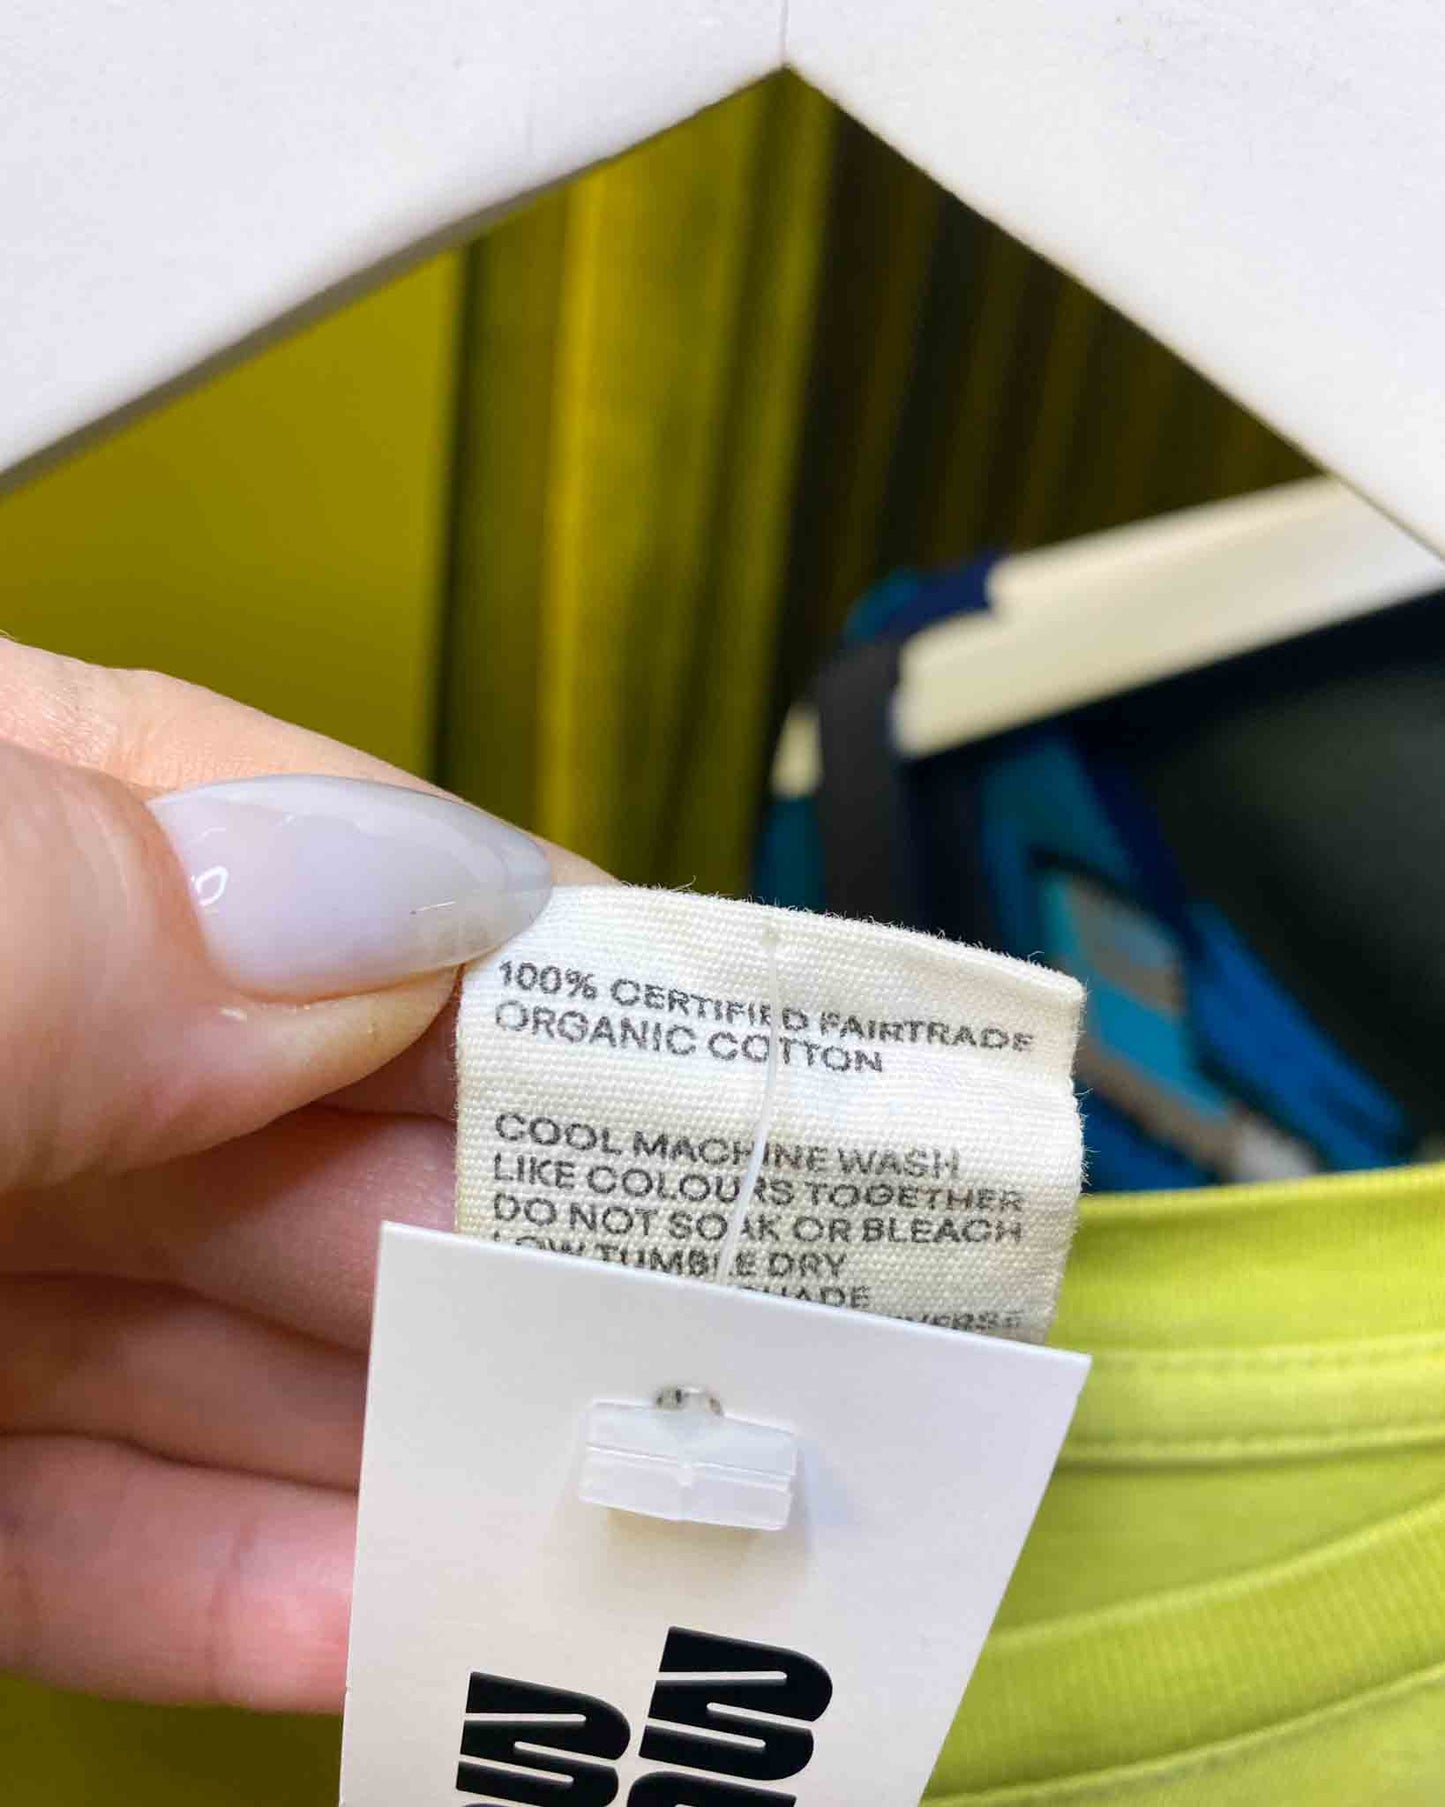 100% CERTIFIED FAIRTRADE
ORGANIC COTTON
COOL MACHINE WASH
LIKE COLOURS TOGETHER
DO NOT SOAK OR BLEACH
LOW TUMBLE DRY
SHADE